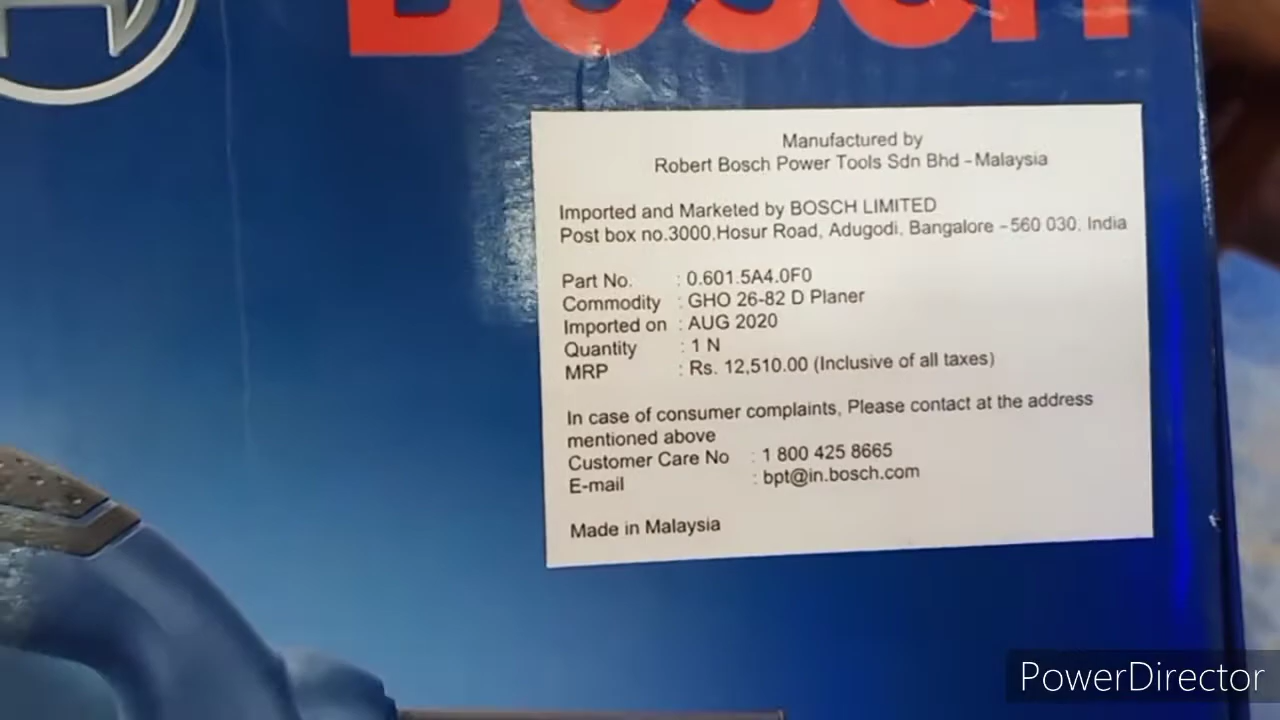 BOSCH
Manufactured by
Robert Bosch Power Tools Sdn Bhd - Malaysia
Imported and Marketed by BOSCH LIMITED
Post box no.3000,Hosur Road, Adugodi, Bangalore - 560 030, India
Part No. : 0.601.5A4.0F0
Commodity : GHO 26-82 D Planer
Imported on : AUG 2020
Quantity : 1 N
MRP : Rs. 12,510.00 (Inclusive of all taxes)
In case of consumer complaints, Please contact at the address
mentioned above
Customer Care No : 1 800 425 8665
E-mail : bpt@in.bosch.com
Made in Malaysia
PowerDirector